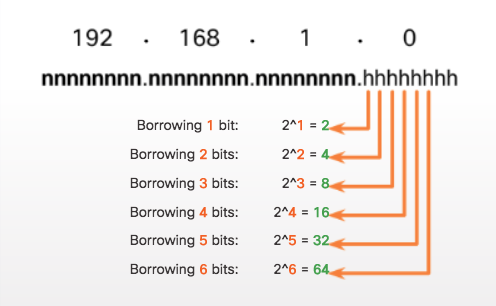 192 . 168 . 1 . 0
nnnnnnnn.nnnnnnnn.nnnnnnnn.hhhhhhhh
Borrowing 1 bit: 2^1 = 2
Borrowing 2 bits: 2^2 = 4
Borrowing 3 bits: 2^3 = 8
Borrowing 4 bits: 2^4 = 16
Borrowing 5 bits: 2^5 = 32
Borrowing 6 bits: 2^6 = 64